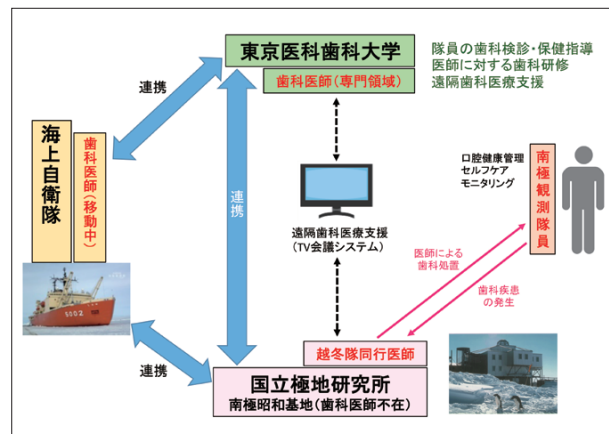 東京医科歯科大学
歯科医師(専門領域)
隊員の歯科検診・保健指導
医師に対する歯科研修
遠隔歯科医療支援
連携
海上自衛隊
歯科医師(移動中)
5002
連携
連携
遠隔歯科医療支援
(TV会議システム)
口腔健康管理
セルフケア
モニタリング
南極観測隊員
医師による
歯科処置
歯科疾患
の発生
越冬隊同行医師
国立極地研究所
南極昭和基地(歯科医師不在)